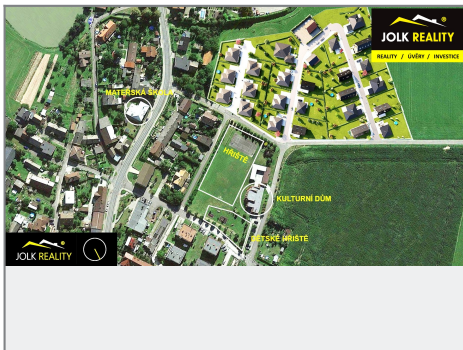 JOLK REALITY®
REALITY / ÚVĚRY / INVESTICE
MATEŘSKÁ ŠKOLA
HŘIŠTĚ
KULTURNÍ DŮM
DĚTSKÉ HŘIŠTĚ
JOLK REALITY®